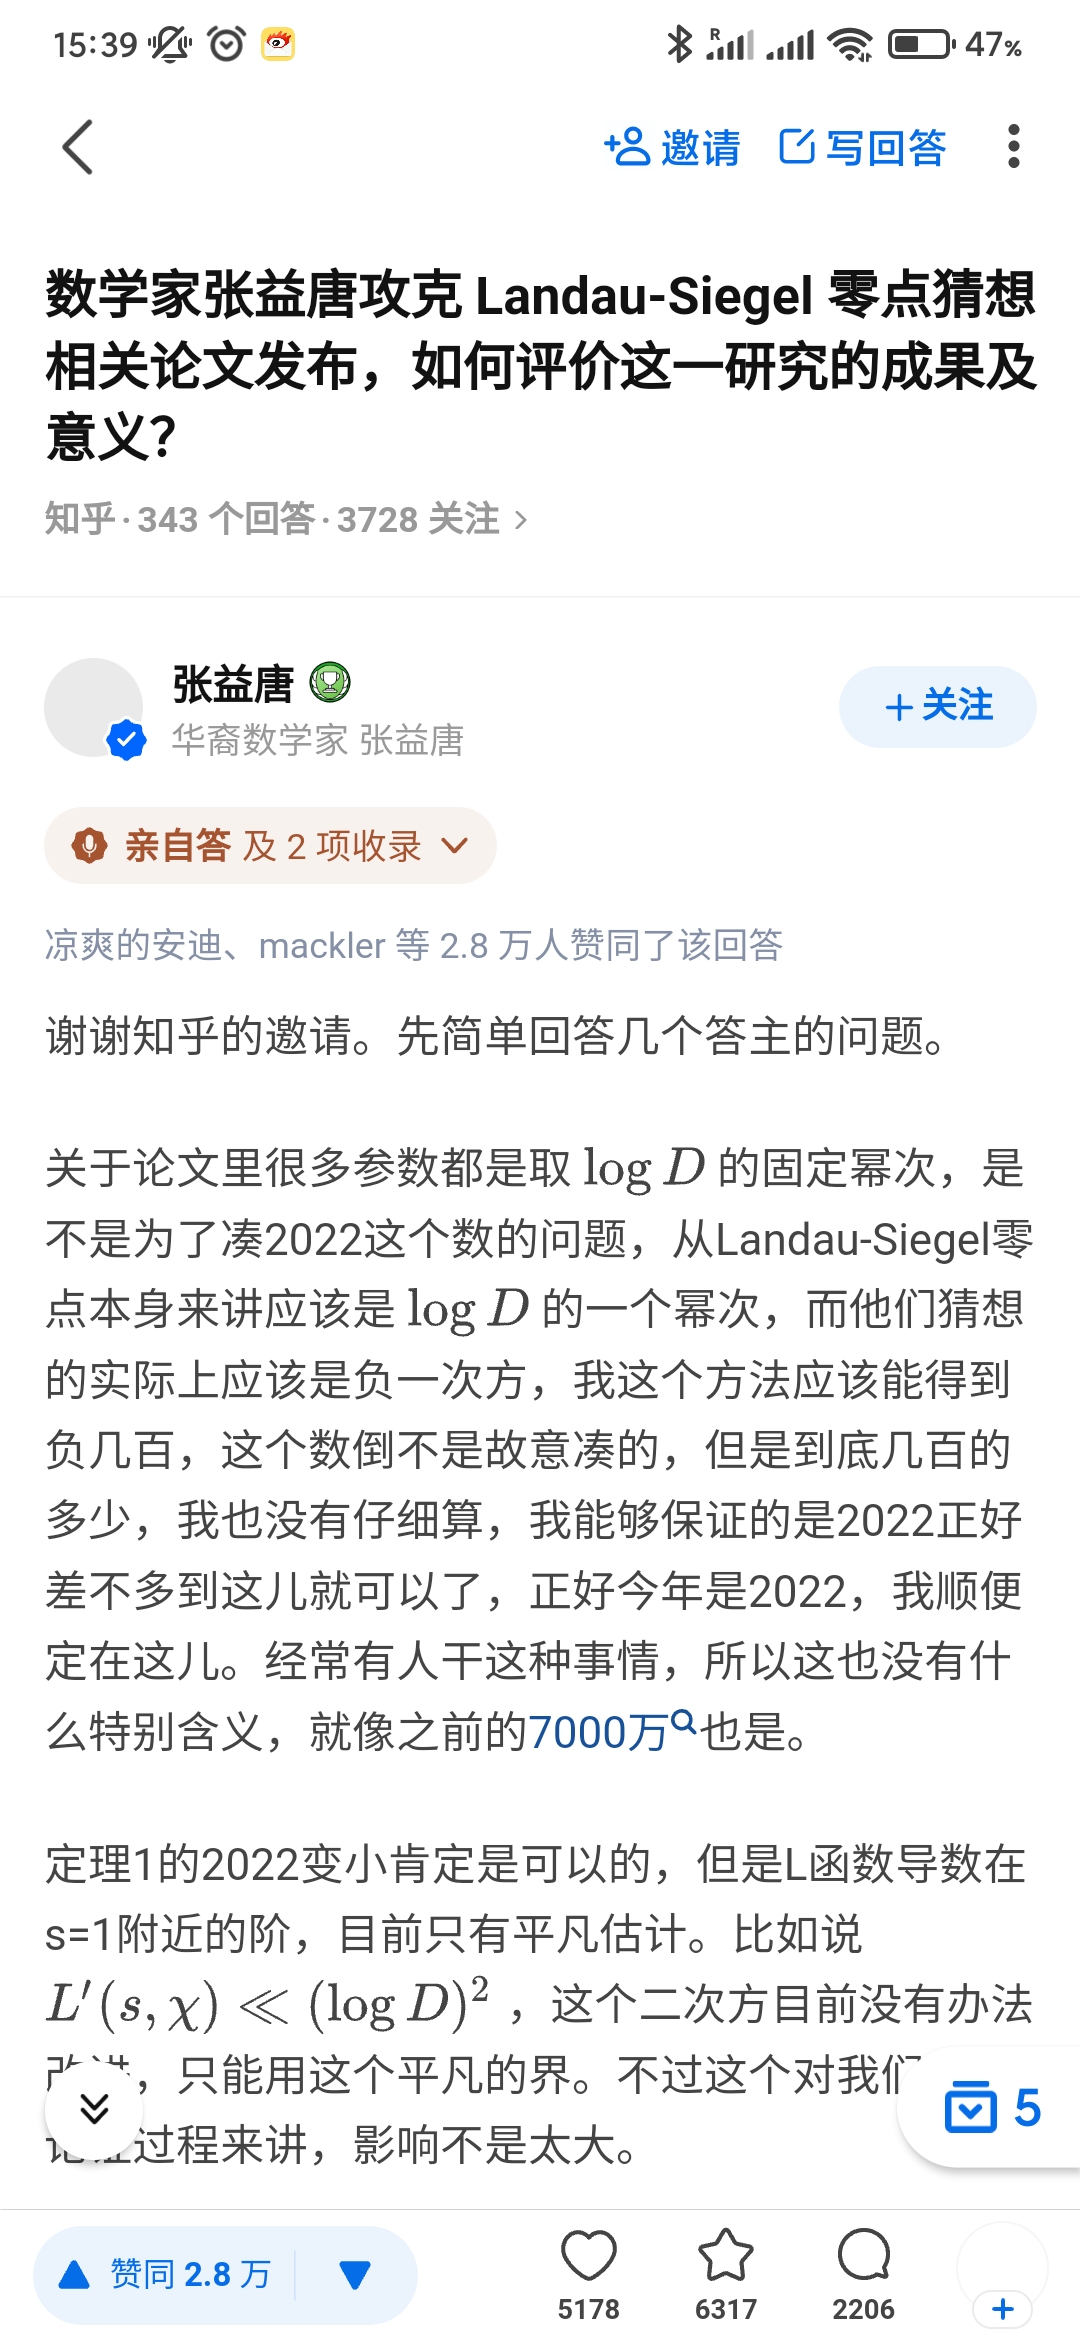 15:39
R
47%
邀请 写回答
数学家张益唐攻克 Landau-Siegel 零点猜想
相关论文发布，如何评价这一研究的成果及
意义？
知乎·343 个回答·3728 关注 >
张益唐
+关注
华裔数学家 张益唐
亲自答 及 2 项收录
凉爽的安迪、mackler 等 2.8 万人赞同了该回答
谢谢知乎的邀请。先简单回答几个答主的问题。
关于论文里很多参数都是取 log D 的固定幂次，是
不是为了凑2022这个数的问题，从Landau-Siegel零
点本身来讲应该是 log D 的一个幂次，而他们猜想
的实际上应该是负一次方，我这个方法应该能得到
负几百，这个数倒不是故意凑的，但是到底几百的
多少，我也没有仔细算，我能够保证的是2022正好
差不多到这儿就可以了，正好今年是2022，我顺便
定在这儿。经常有人干这种事情，所以这也没有什
么特别含义，就像之前的7000万也是。
定理1的2022变小肯定是可以的，但是L函数导数在
s=1附近的阶，目前只有平凡估计。比如说
L′(s, χ) ≪ (log D)²，这个二次方目前没有办法
，只能用这个平凡的界。不过这个对我们
过程来讲，影响不是太大。
5
赞同 2.8 万
5178
6317
2206